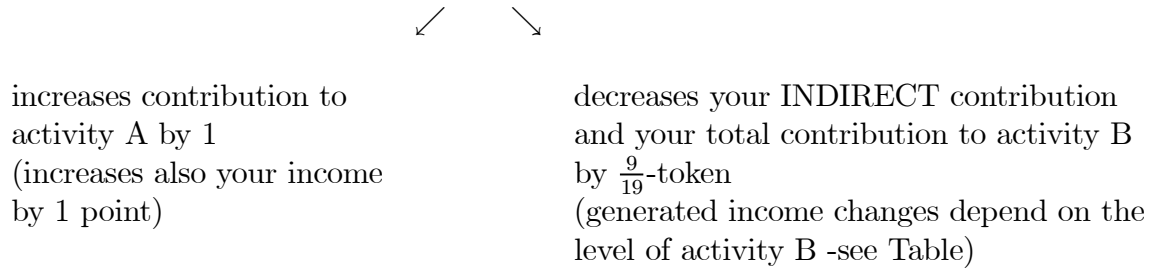 increases contribution to
activity A by 1
(increases also your income
by 1 point)
decreases your INDIRECT contribution
and your total contribution to activity B
by 9/19-token
(generated income changes depend on the
level of activity B -see Table)